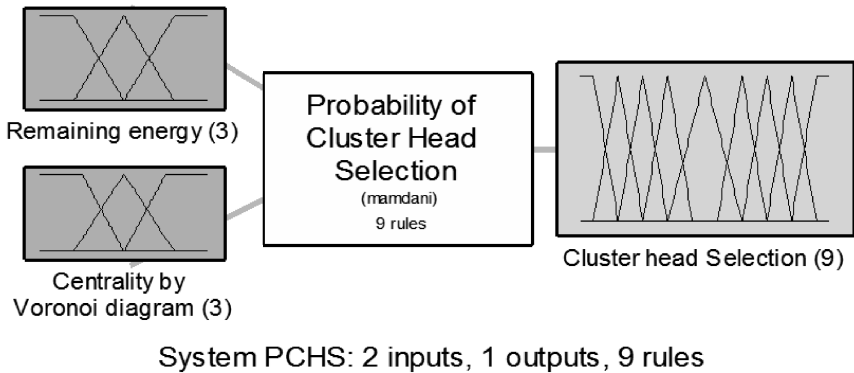 Remaining energy (3)
Centrality by
Voronoi diagram (3)
Probability of
Cluster Head
Selection
(mamdani)
9 rules
Cluster head Selection (9)
System PCHS: 2 inputs, 1 outputs, 9 rules